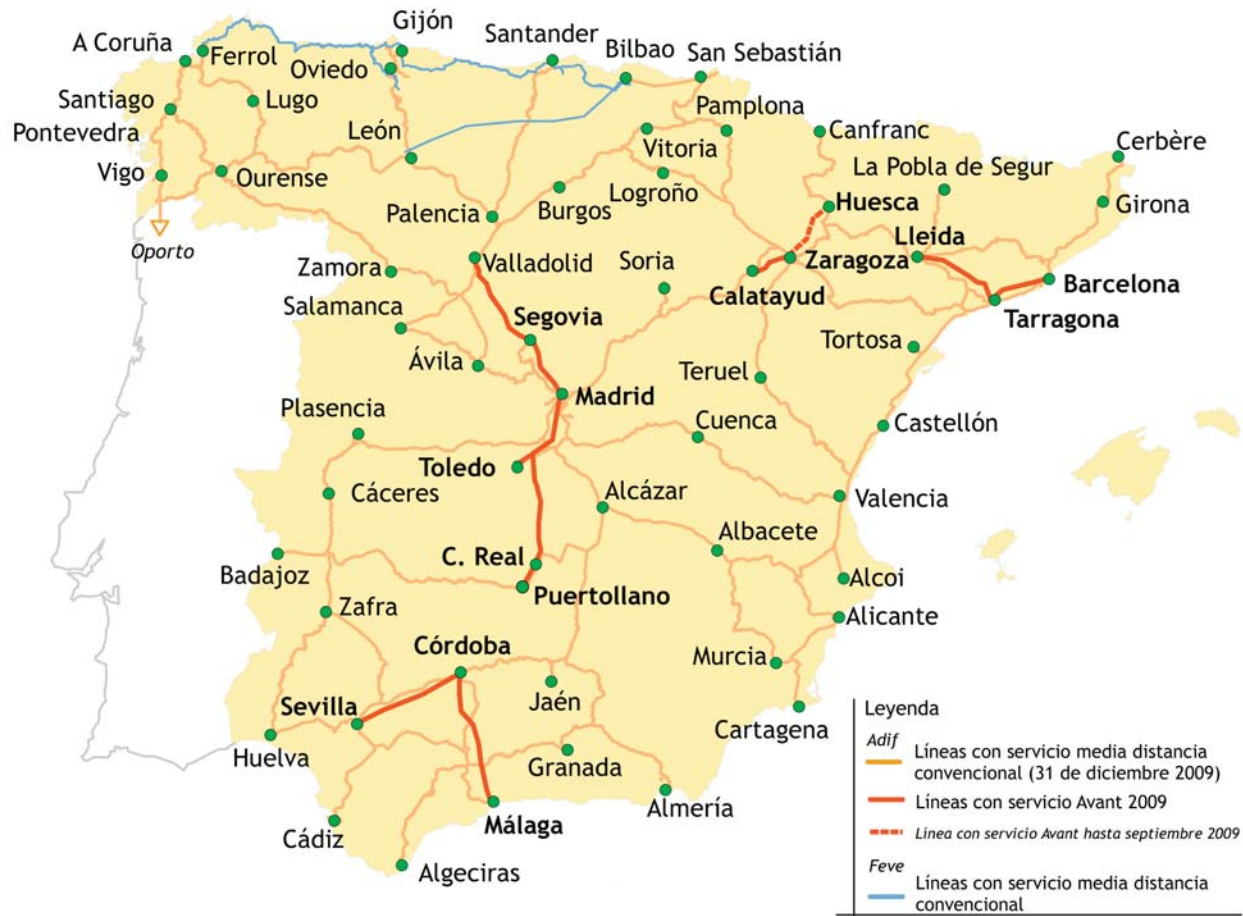 Gijón
Santander
A Coruña
Ferrol
Oviedo
Bilbao
San Sebastián
Santiago
Lugo
Pamplona
Pontevedra
León
Canfranc
Cerbère
Vitoria
La Pobla de Segur
Vigo
Ourense
Logroño
Burgos
Huesca
Girona
Palencia
Oporto
Lleida
Zamora
Valladolid
Soria
Zaragoza
Calatayud
Barcelona
Salamanca
Segovia
Tarragona
Tortosa
Ávila
Teruel
Madrid
Plasencia
Cuenca
Castellón
Toledo
Cáceres
Alcázar
Valencia
Albacete
C. Real
Badajoz
Alcoi
Puertollano
Zafra
Alicante
Córdoba
Murcia
Jaén
Sevilla
Cartagena
Huelva
Granada
Almería
Málaga
Cádiz
Algeciras
Leyenda
Adif
Líneas con servicio media distancia
convencional (31 de diciembre 2009)
Líneas con servicio Avant 2009
Linea con servicio Avant hasta septiembre 2009
Feve
Líneas con servicio media distancia
convencional